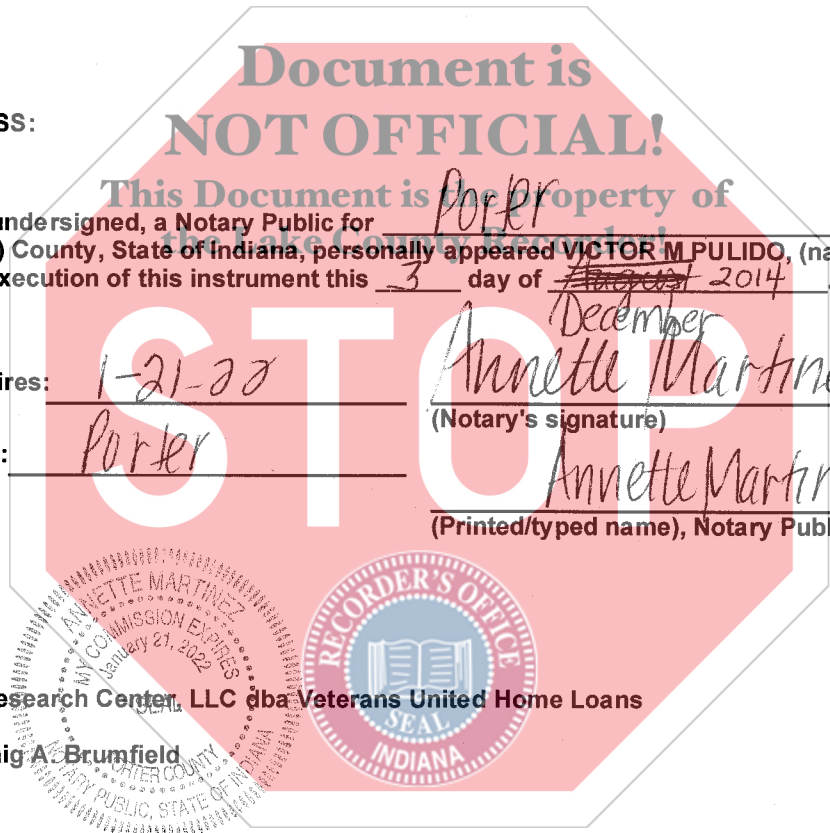 Document is
NOT OFFICIAL!
This Document is the property of
the Lake County Recorder!
STOP
SS:
undersigned, a Notary Public for Porter
) County, State of Indiana, personally appeared VICTOR M PULIDO, (na
xecution of this instrument this 3 day of August 2014
December
ires: 1-21-22
Annette Martine
(Notary's signature)
: Porter
Annette Martin
(Printed/typed name), Notary Publ
ANNETTE MARTINEZ
MY COMMISSION EXPIRES
January 21, 2022
SEAL
PORTER COUNTY
NOTARY PUBLIC, STATE OF INDIANA
RECORDER'S OFFICE
SEAL
INDIANA
esearch Center, LLC dba Veterans United Home Loans
ig A. Brumfield